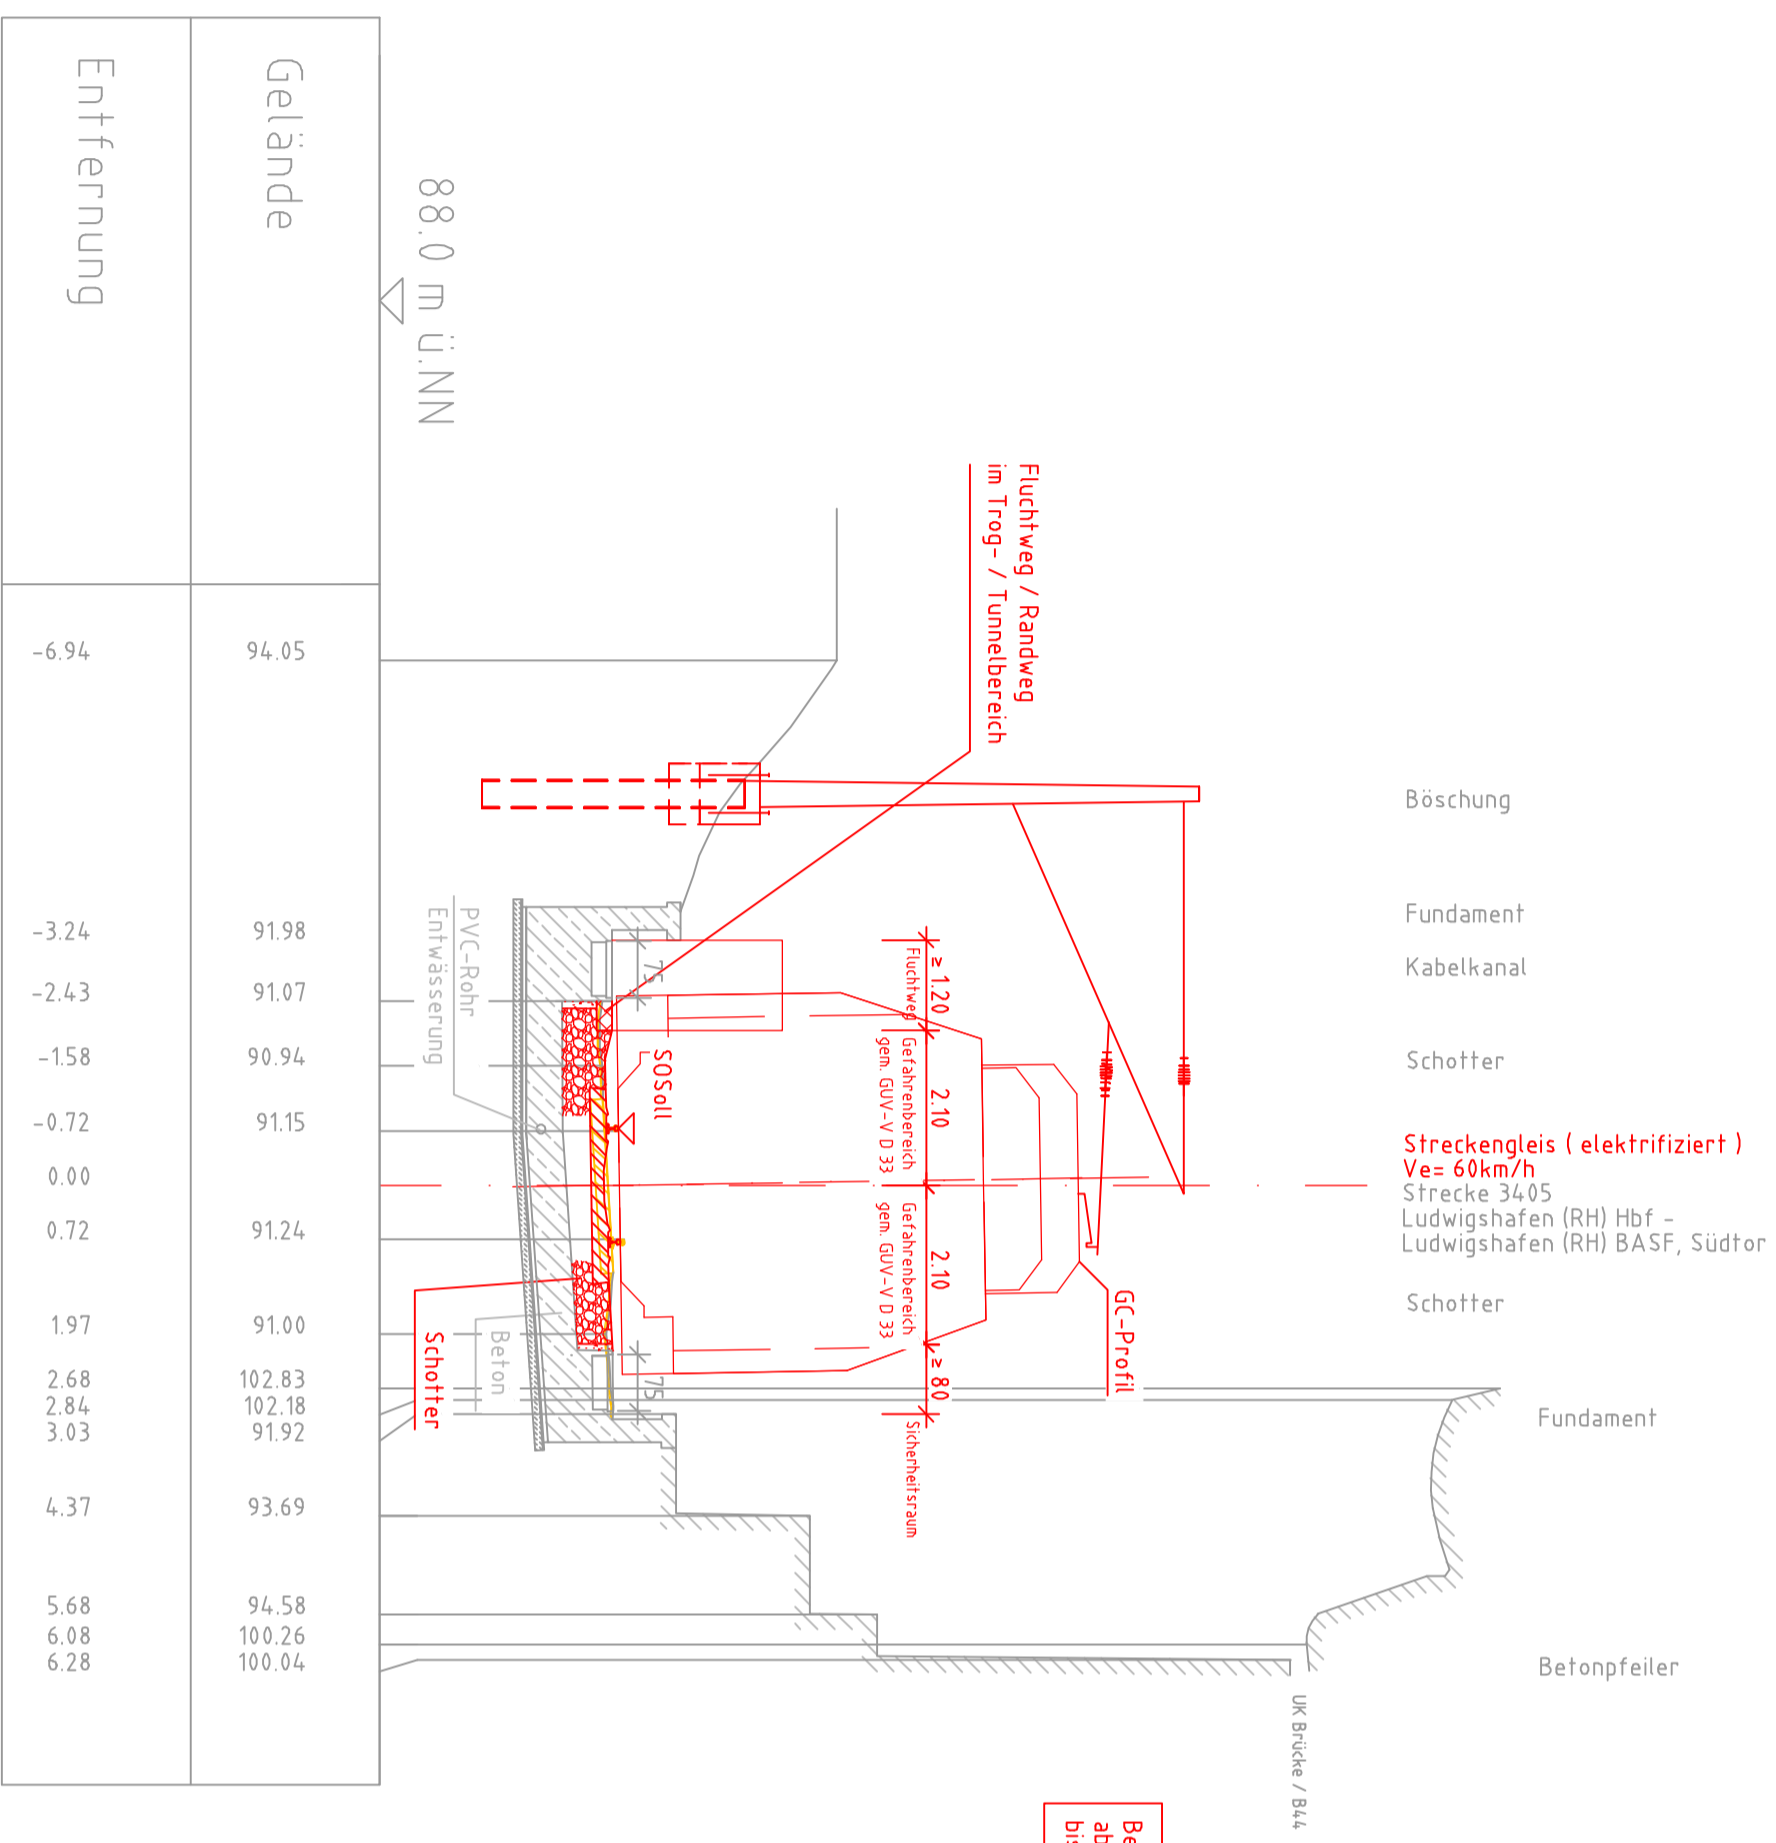 Gelände
Entfernung
88.0 m ü.NN
94.05
-6.94
91.98
-3.24
91.07
-2.43
90.94
-1.58
91.15
-0.72
0.00
91.24
0.72
91.00
1.97
102.83
2.68
102.18
2.84
91.92
3.03
93.69
4.37
94.58
5.68
100.26
6.08
100.04
6.28
Fluchtweg / Randweg
im Trog- / Tunnelbereich
PVC-Rohr
Entwässerung
75
SOSoll
≥ 1.20
Fluchtweg
2.10
Gefahrenbereich
gem. GUV-V D 33
2.10
Gefahrenbereich
gem. GUV-V D 33
≥ 80
Sicherheitsraum
75
GC-Profil
Schotter
Beton
Böschung
Fundament
Kabelkanal
Schotter
Streckengleis ( elektrifiziert )
Ve= 60km/h
Strecke 3405
Ludwigshafen (RH) Hbf -
Ludwigshafen (RH) BASF, Südtor
Schotter
Fundament
Betonpfeiler
UK Brücke / B44